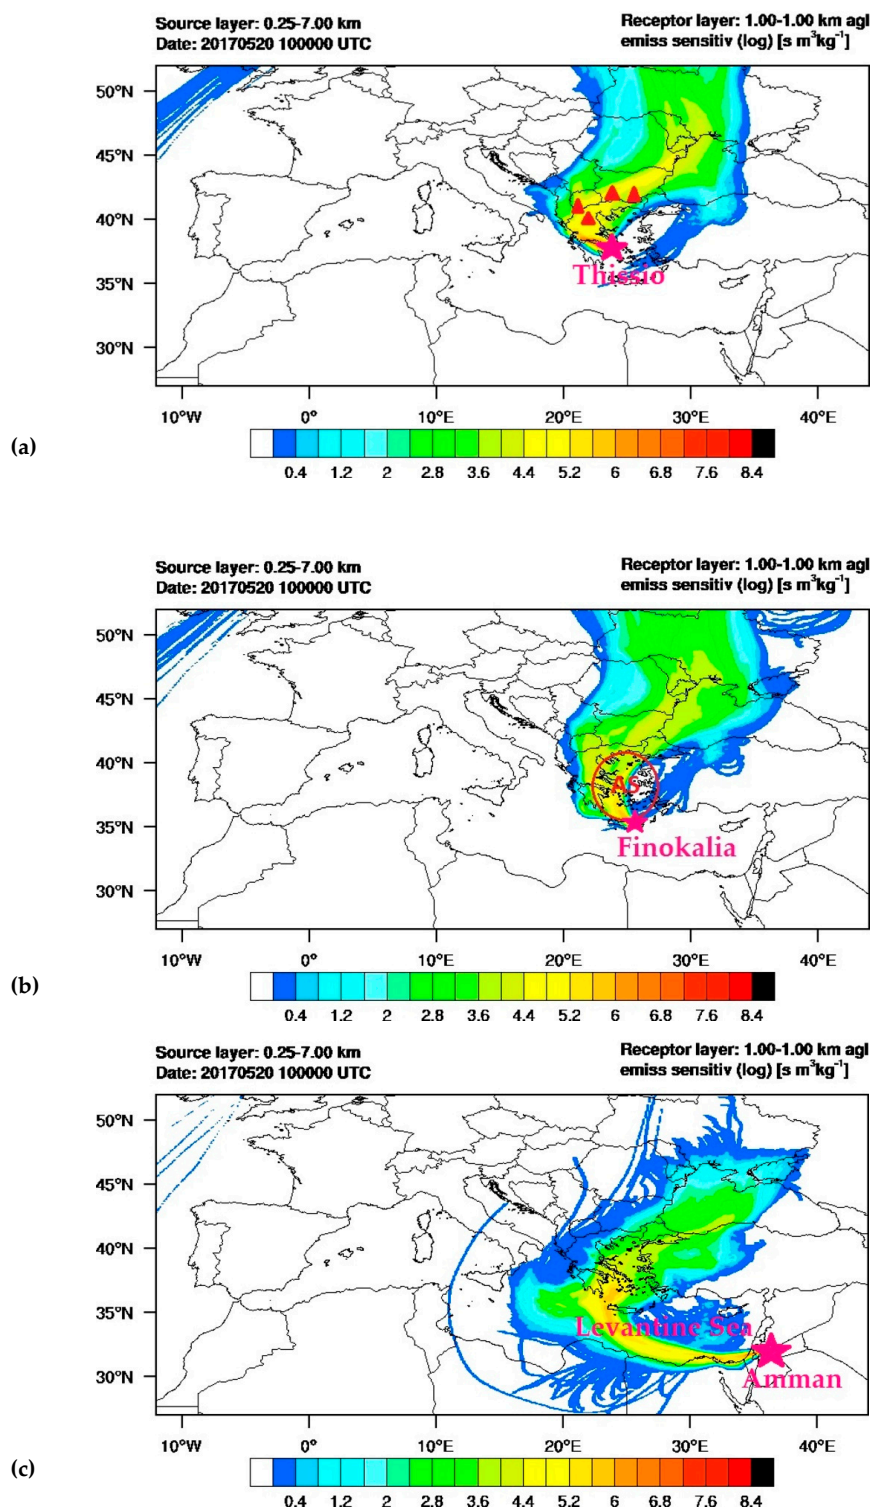 Source layer: 0.25-7.00 km
Receptor layer: 1.00-1.00 km agl
Date: 20170520 100000 UTC
emiss sensitiv (log) [s m³kg⁻¹]
50°N
45°N
40°N
35°N
30°N
Thissio
10°W 0° 10°E 20°E 30°E 40°E
(a)
0.4 1.2 2 2.8 3.6 4.4 5.2 6 6.8 7.6 8.4
Source layer: 0.25-7.00 km
Receptor layer: 1.00-1.00 km agl
Date: 20170520 100000 UTC
emiss sensitiv (log) [s m³kg⁻¹]
50°N
45°N
40°N
AS
35°N
Finokalia
30°N
10°W 0° 10°E 20°E 30°E 40°E
(b)
0.4 1.2 2 2.8 3.6 4.4 5.2 6 6.8 7.6 8.4
Source layer: 0.25-7.00 km
Receptor layer: 1.00-1.00 km agl
Date: 20170520 100000 UTC
emiss sensitiv (log) [s m³kg⁻¹]
50°N
45°N
40°N
35°N
Levantine Sea
30°N
Amman
10°W 0° 10°E 20°E 30°E 40°E
(c)
0.4 1.2 2 2.8 3.6 4.4 5.2 6 6.8 7.6 8.4